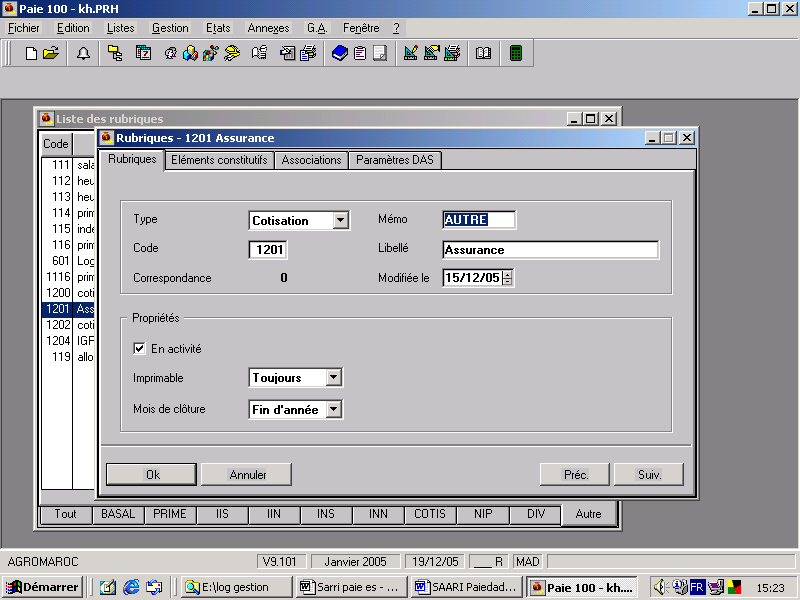 Paie 100 - kh.PRH
Fichier Edition Listes Gestion Etats Annexes G.A. Fenêtre ?
Liste des rubriques
Rubriques - 1201 Assurance
Code
Rubriques Eléments constitutifs Associations Paramètres DAS
111 sala
112 heu
113 heu
114 prim
115 inde
116 prim
601 Log
1116 prim
1200 coti
1201 Ass
1202 coti
1204 IGF
119 allo
Type Cotisation Mémo AUTRE
Code 1201 Libellé Assurance
Correspondance 0 Modifiée le 15/12/05
Propriétés
En activité
Imprimable Toujours
Mois de clôture Fin d'année
Ok Annuler Préc. Suiv.
Tout BASAL PRIME IIS IIN INS INN COTIS NIP DIV Autre
AGROMAROC V9.101 Janvier 2005 19/12/05 ___ R MAD
Démarrer E:\log gestion Sarri paie es - ... SAARI Paiedad... Paie 100 - kh.... FR 15:23